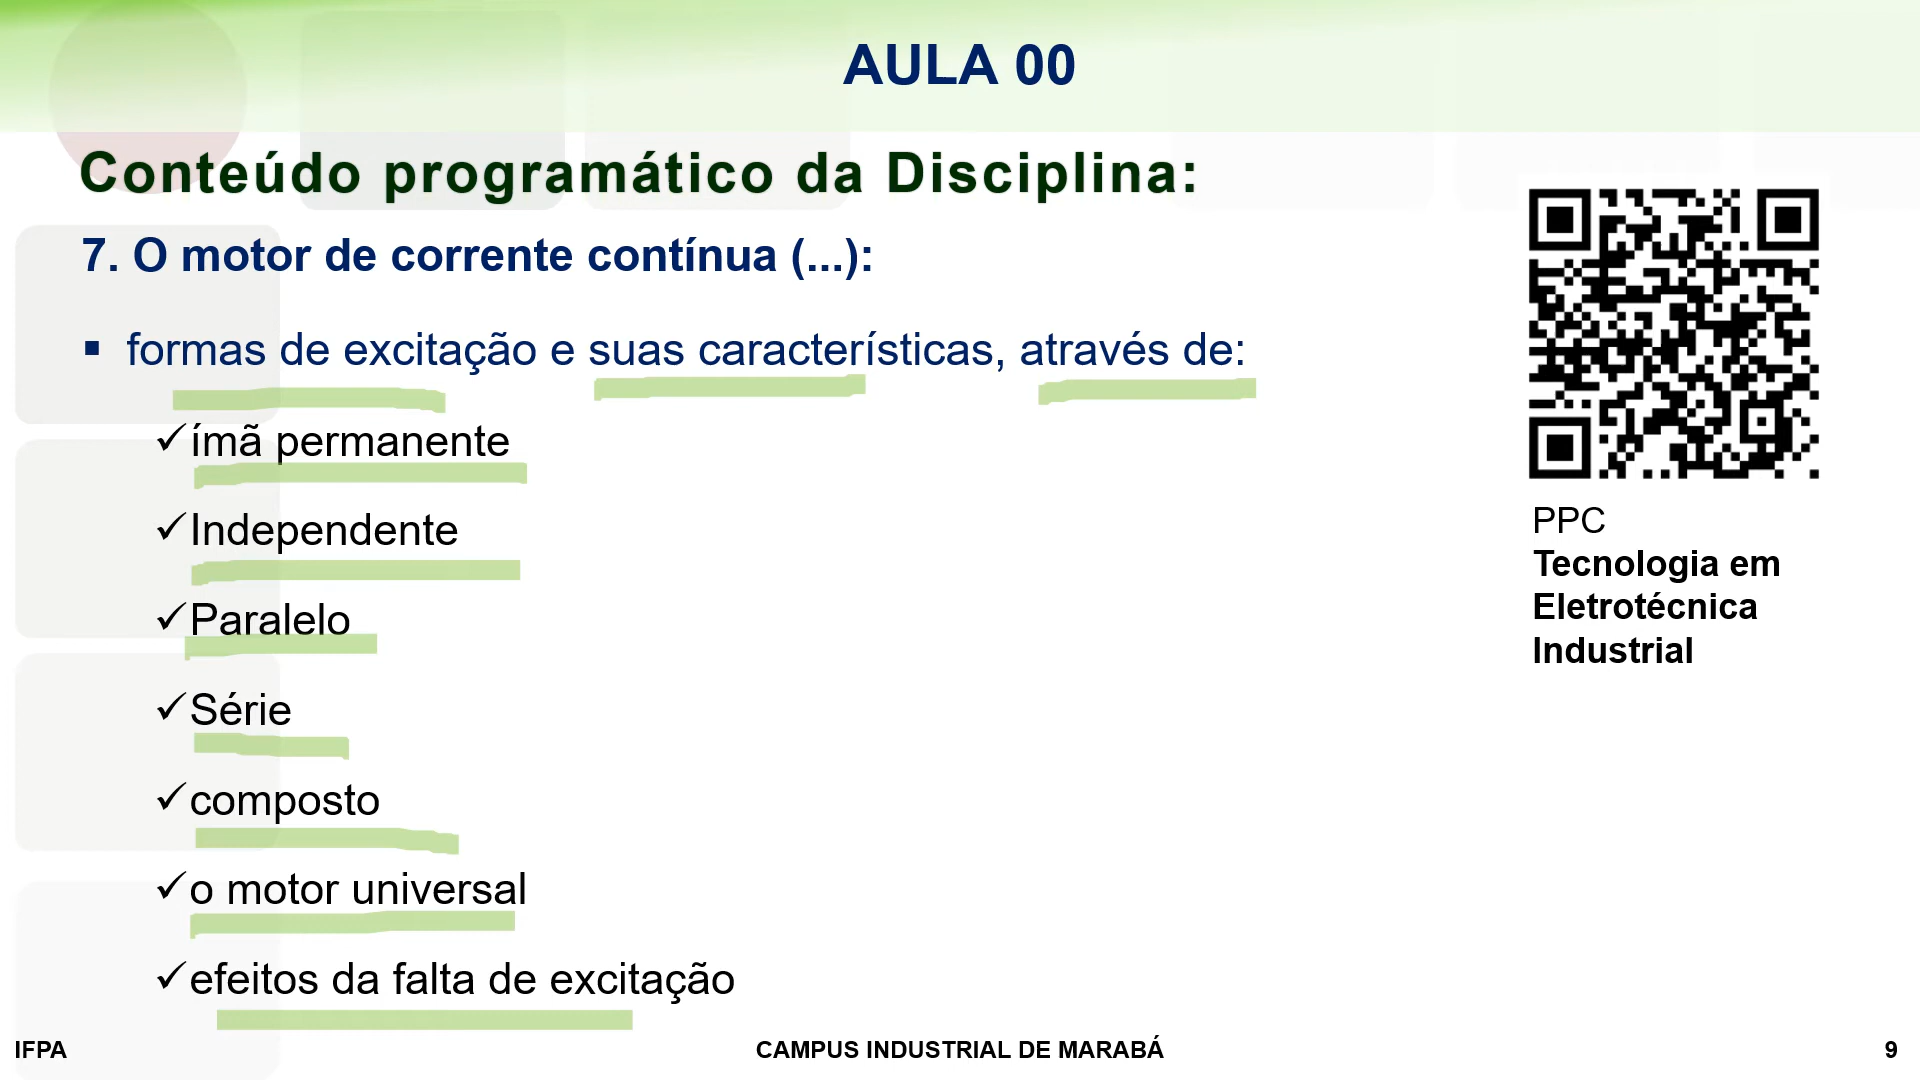 AULA 00
Conteúdo programático da Disciplina:
7. O motor de corrente contínua (...):
▪ formas de excitação e suas características, através de:
✓ímã permanente
✓Independente
✓Paralelo
✓Série
✓composto
✓o motor universal
✓efeitos da falta de excitação
PPC
Tecnologia em
Eletrotécnica
Industrial
IFPA
CAMPUS INDUSTRIAL DE MARABÁ
9